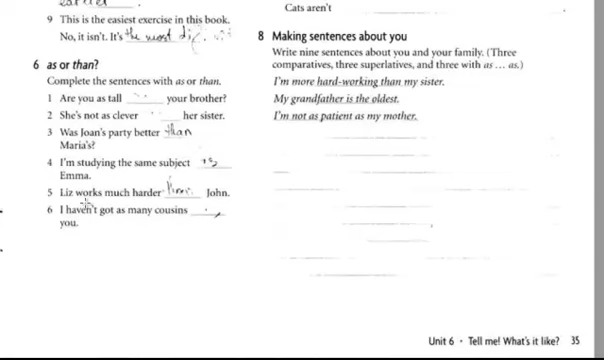 earlier
9 This is the easiest exercise in this book.
No, it isn't. It's the most dif
6 as or than?
Complete the sentences with as or than.
1 Are you as tall your brother?
2 She's not as clever her sister.
3 Was Joan's party better than
Maria's?
4 I'm studying the same subject as
Emma.
5 Liz works much harder than John.
6 I haven't got as many cousins
you.
Cats aren't
8 Making sentences about you
Write nine sentences about you and your family. (Three
comparatives, three superlatives, and three with as … as.)
I'm more hard-working than my sister.
My grandfather is the oldest.
I'm not as patient as my mother.
Unit 6 · Tell me! What's it like? 35